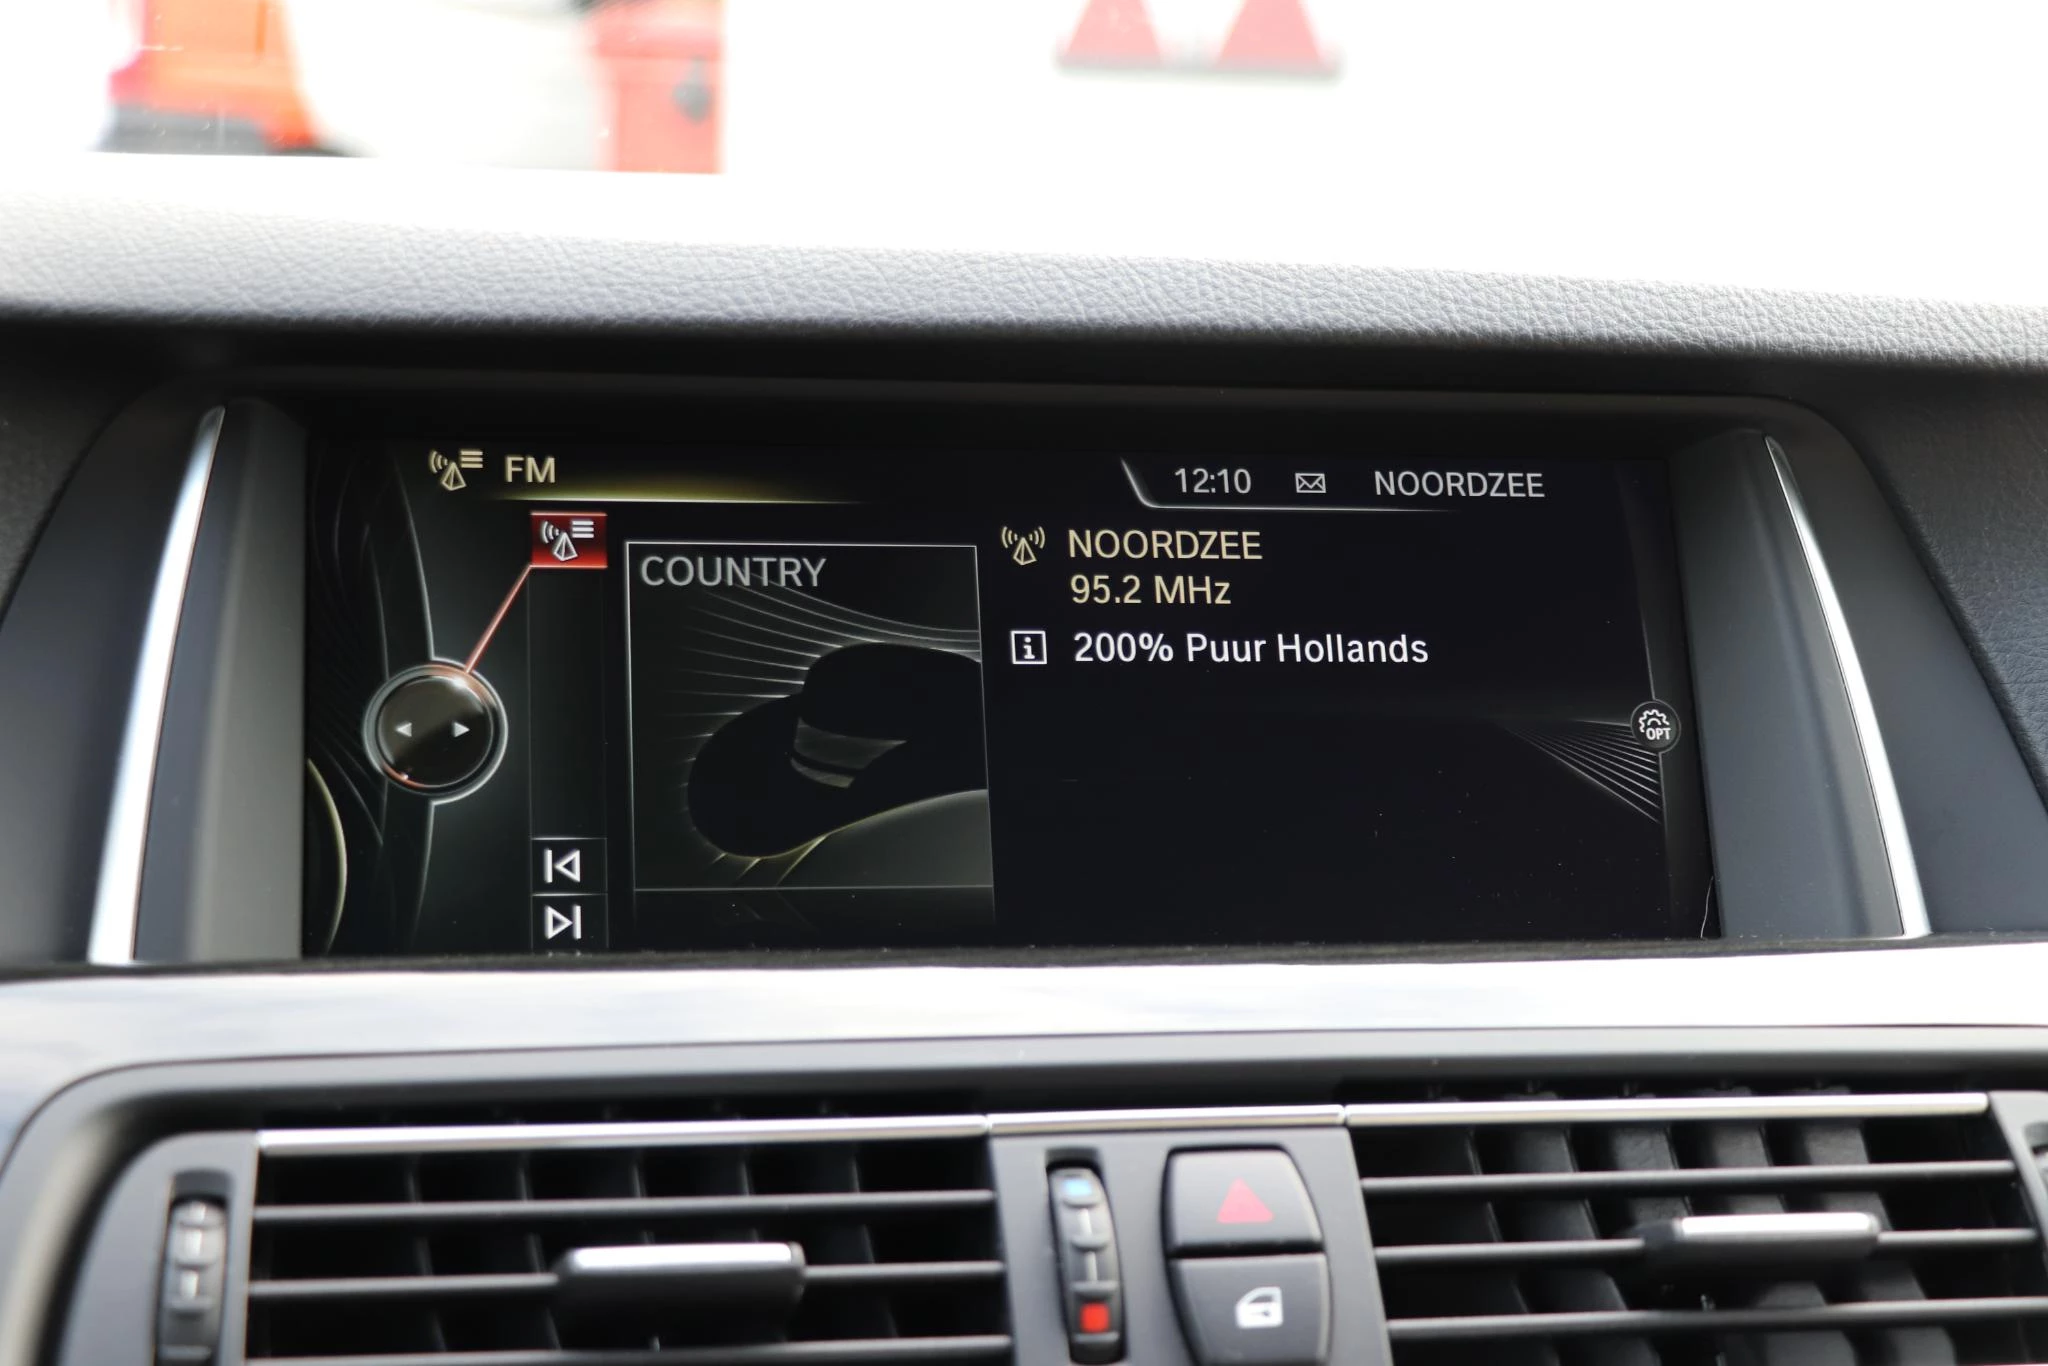 FM
12:10 NOORDZEE
COUNTRY
NOORDZEE
95.2 MHz
200% Puur Hollands
OPT